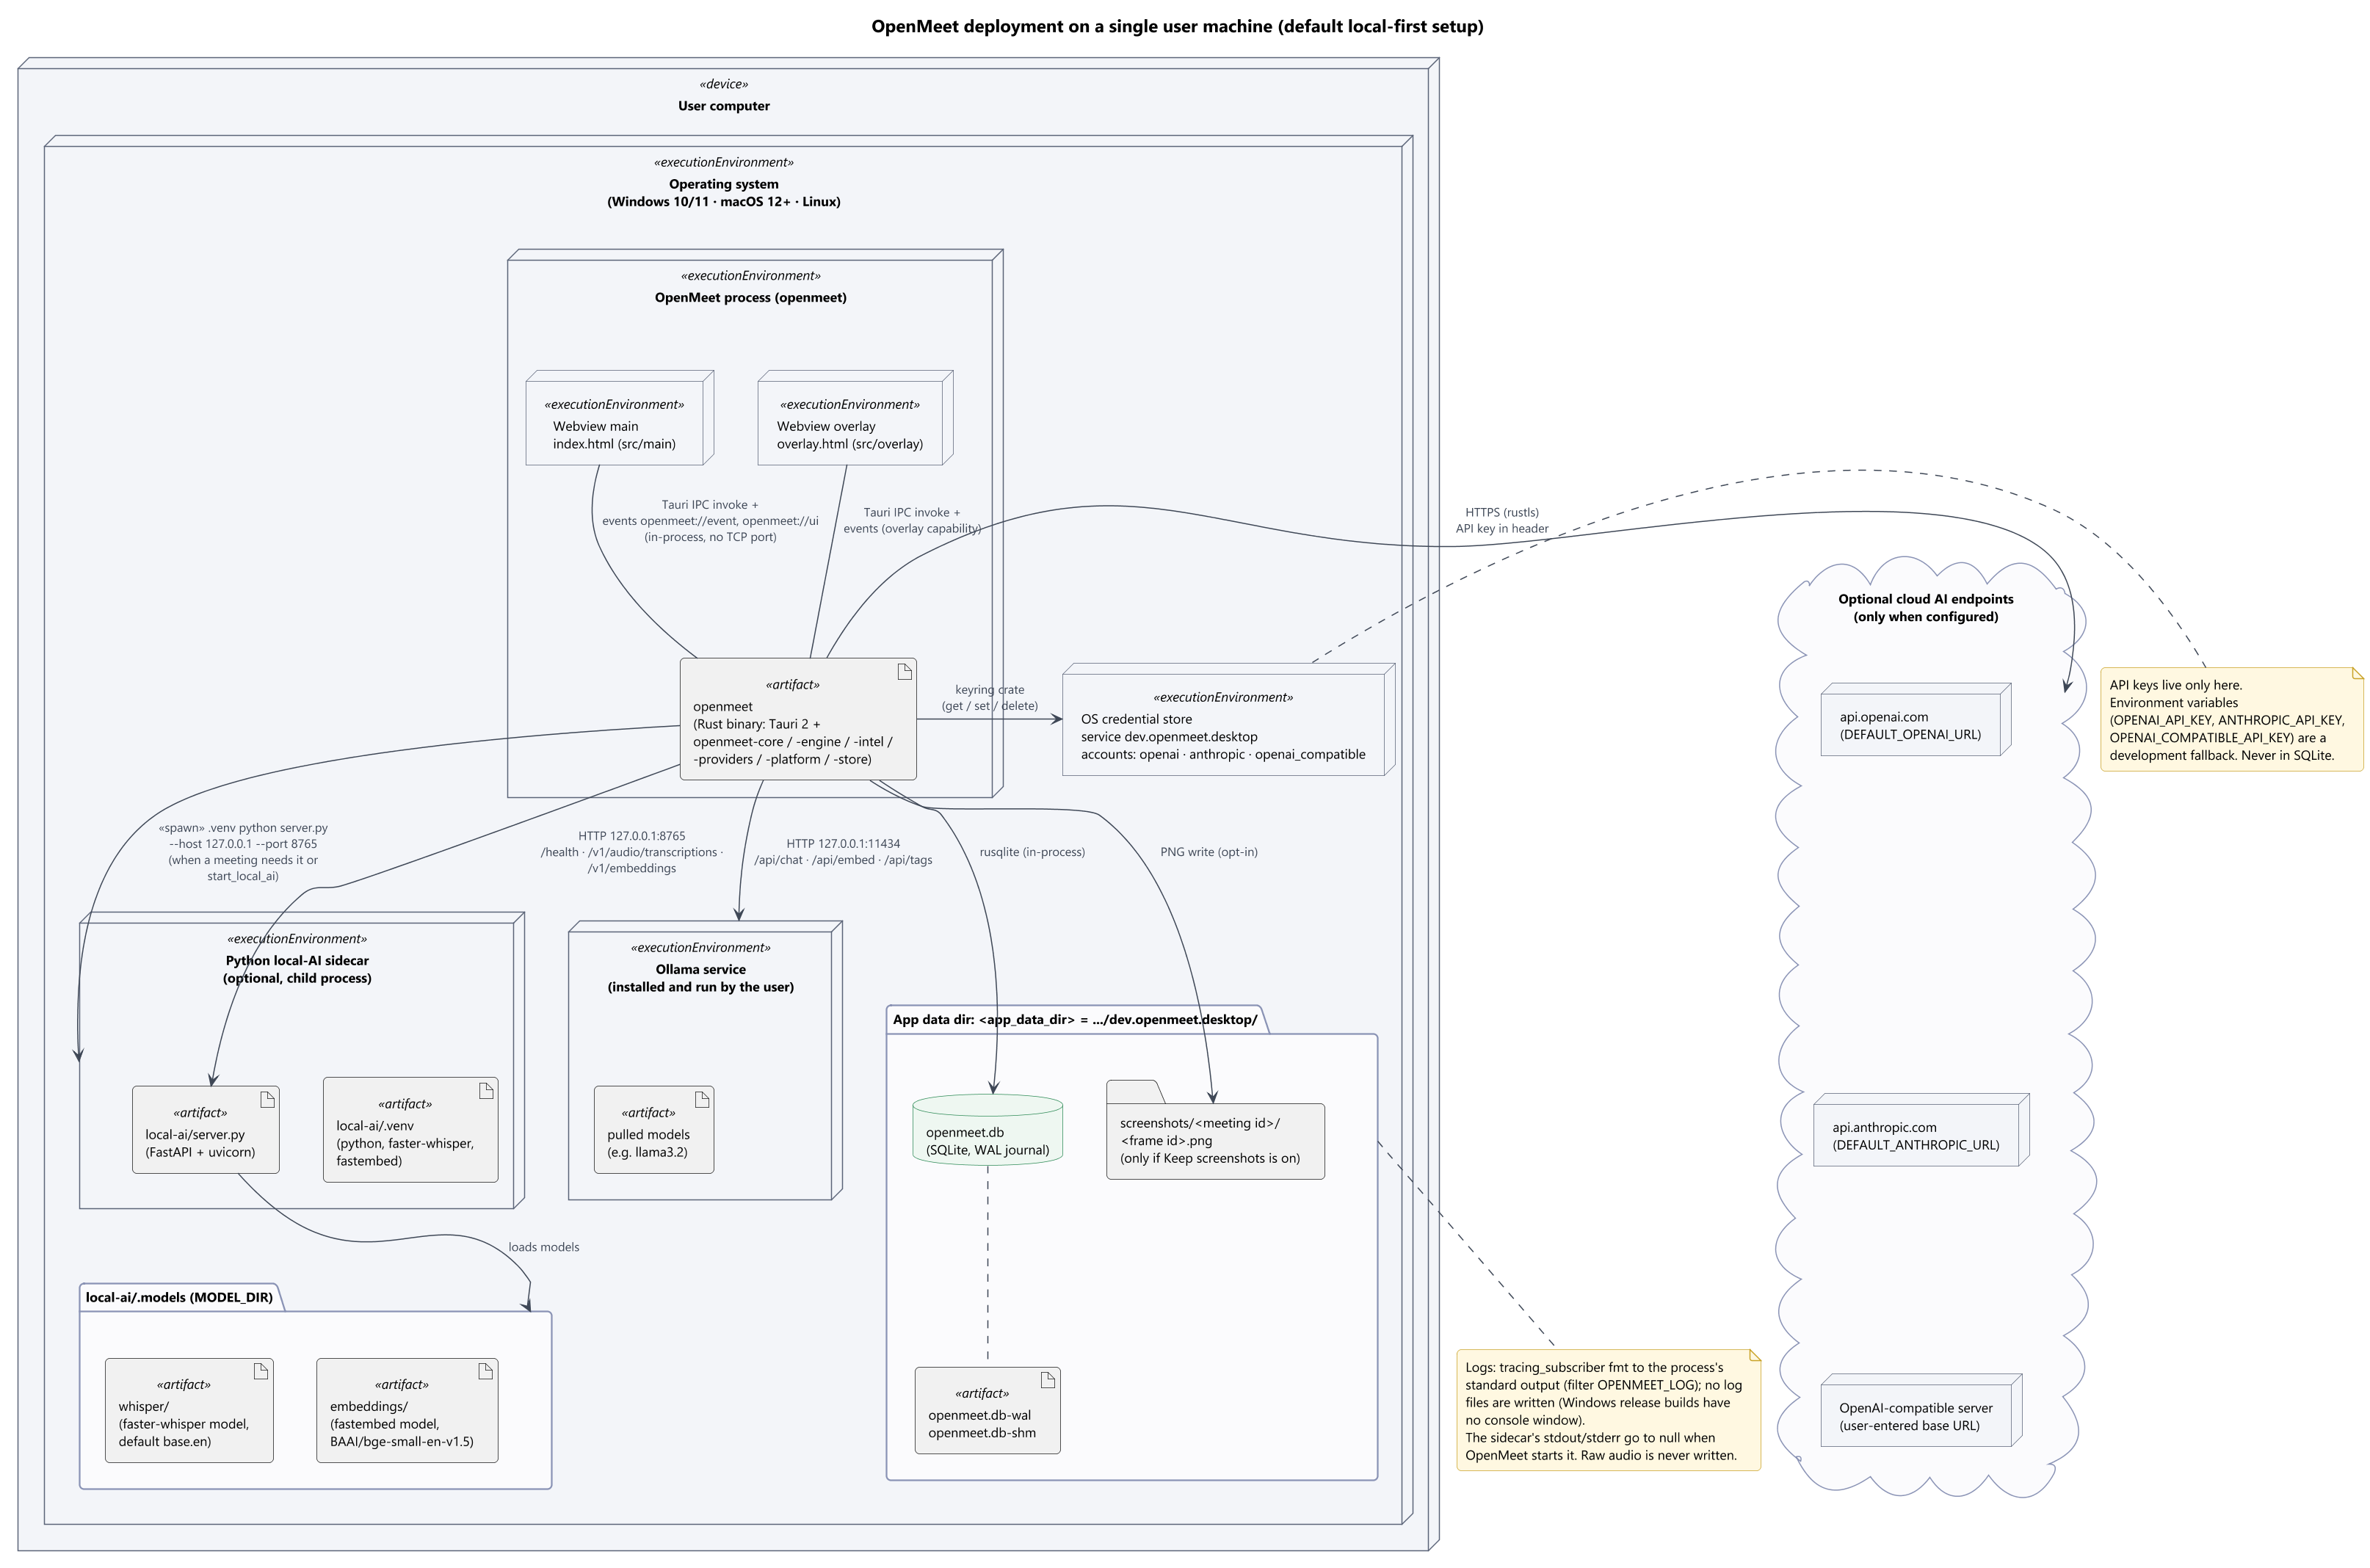 OpenMeet deployment on a single user machine (default local-first setup)
«device»
User computer
«executionEnvironment»
Operating system
(Windows 10/11 · macOS 12+ · Linux)
«executionEnvironment»
OpenMeet process (openmeet)
«executionEnvironment»
Webview main
index.html (src/main)
«executionEnvironment»
Webview overlay
overlay.html (src/overlay)
Tauri IPC invoke +
events openmeet://event, openmeet://ui
(in-process, no TCP port)
Tauri IPC invoke +
events (overlay capability)
HTTPS (rustls)
API key in header
«artifact»
openmeet
(Rust binary: Tauri 2 +
openmeet-core / -engine / -intel /
-providers / -platform / -store)
keyring crate
(get / set / delete)
«executionEnvironment»
OS credential store
service dev.openmeet.desktop
accounts: openai · anthropic · openai_compatible
Optional cloud AI endpoints
(only when configured)
api.openai.com
(DEFAULT_OPENAI_URL)
API keys live only here.
Environment variables
(OPENAI_API_KEY, ANTHROPIC_API_KEY,
OPENAI_COMPATIBLE_API_KEY) are a
development fallback. Never in SQLite.
«spawn» .venv python server.py
--host 127.0.0.1 --port 8765
(when a meeting needs it or
start_local_ai)
HTTP 127.0.0.1:8765
/health · /v1/audio/transcriptions ·
/v1/embeddings
HTTP 127.0.0.1:11434
/api/chat · /api/embed · /api/tags
rusqlite (in-process)
PNG write (opt-in)
«executionEnvironment»
Python local-AI sidecar
(optional, child process)
«artifact»
local-ai/server.py
(FastAPI + uvicorn)
«artifact»
local-ai/.venv
(python, faster-whisper,
fastembed)
«executionEnvironment»
Ollama service
(installed and run by the user)
«artifact»
pulled models
(e.g. llama3.2)
App data dir: <app_data_dir> = .../dev.openmeet.desktop/
openmeet.db
(SQLite, WAL journal)
screenshots/<meeting id>/
<frame id>.png
(only if Keep screenshots is on)
api.anthropic.com
(DEFAULT_ANTHROPIC_URL)
loads models
local-ai/.models (MODEL_DIR)
«artifact»
whisper/
(faster-whisper model,
default base.en)
«artifact»
embeddings/
(fastembed model,
BAAI/bge-small-en-v1.5)
«artifact»
openmeet.db-wal
openmeet.db-shm
Logs: tracing_subscriber fmt to the process's
standard output (filter OPENMEET_LOG); no log
files are written (Windows release builds have
no console window).
The sidecar's stdout/stderr go to null when
OpenMeet starts it. Raw audio is never written.
OpenAI-compatible server
(user-entered base URL)